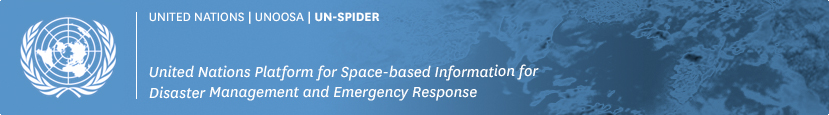 UNITED NATIONS | UNOOSA | UN-SPIDER
United Nations Platform for Space-based Information for
Disaster Management and Emergency Response